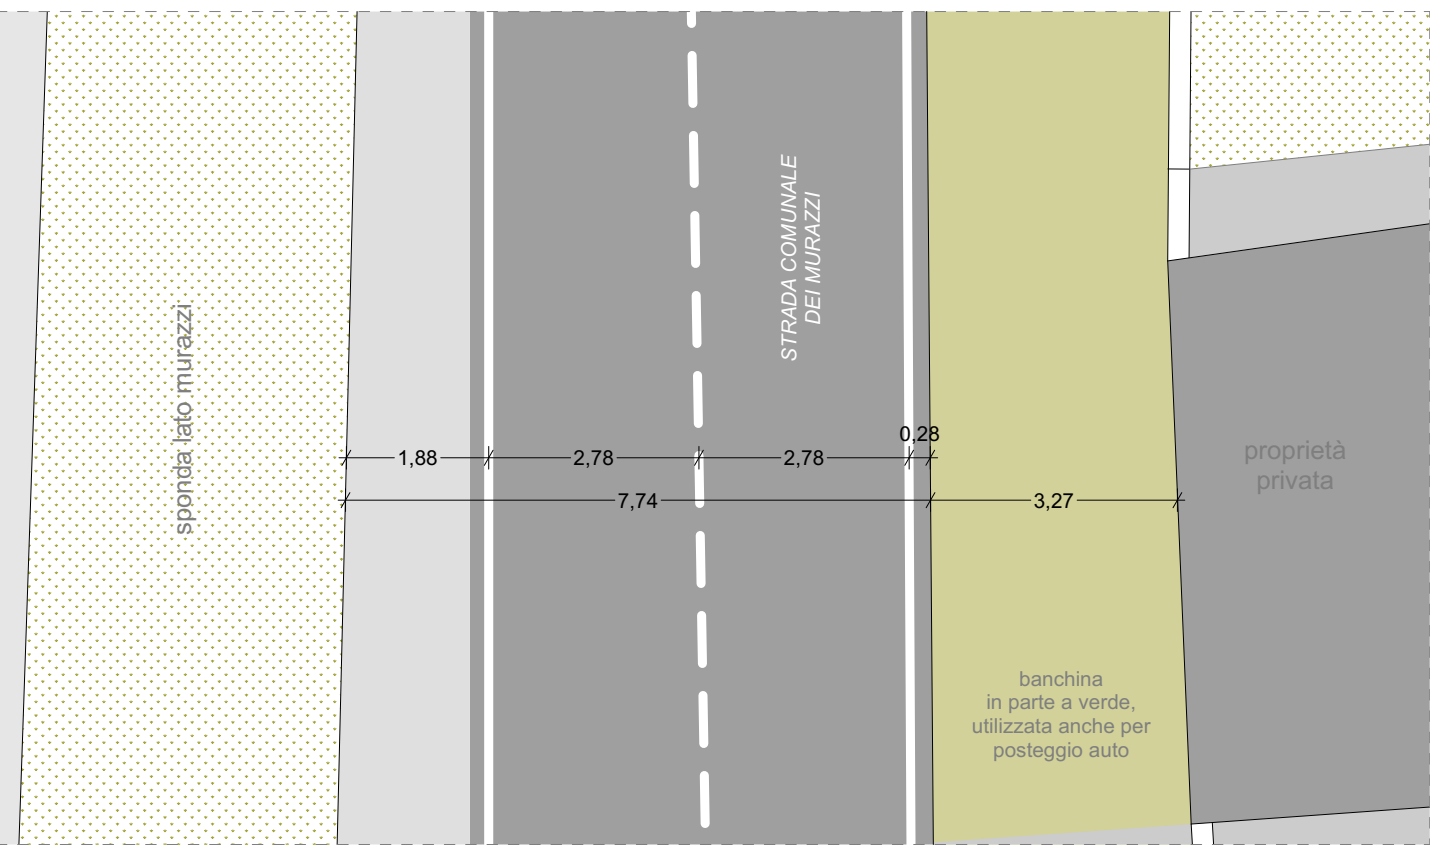 STRADA COMUNALE
DEI MURAZZI
sponda lato murazzi
0,28
1,88
2,78
2,78
7,74
3,27
proprietà
privata
banchina
in parte a verde,
utilizzata anche per
posteggio auto